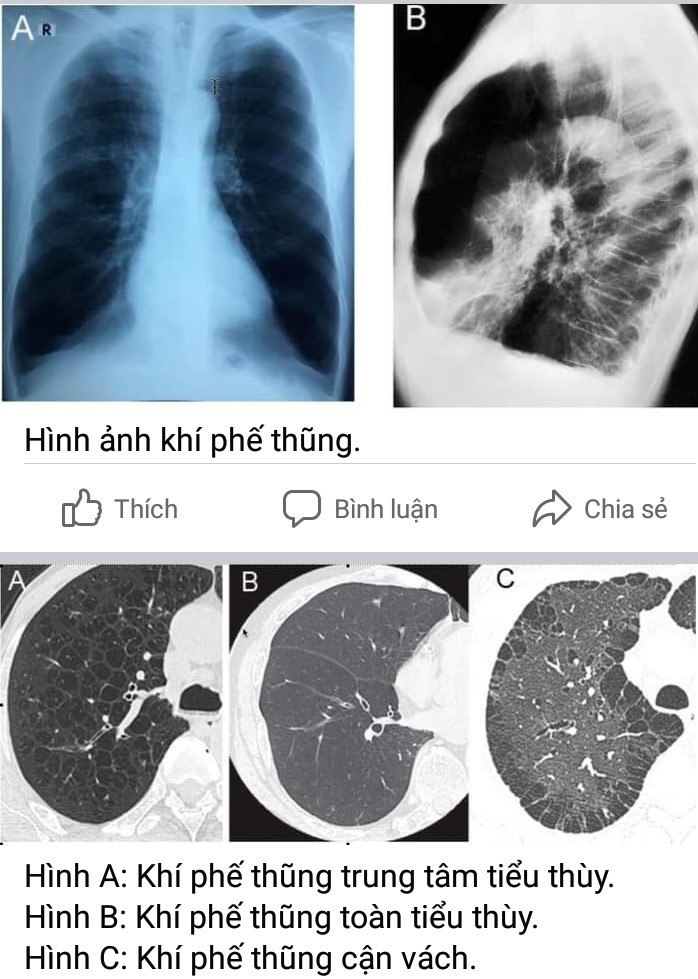 A R
B
Hình ảnh khí phế thũng.
Thích
Bình luận
Chia sẻ
A
B
C
Hình A: Khí phế thũng trung tâm tiểu thùy.
Hình B: Khí phế thũng toàn tiểu thùy.
Hình C: Khí phế thũng cận vách.